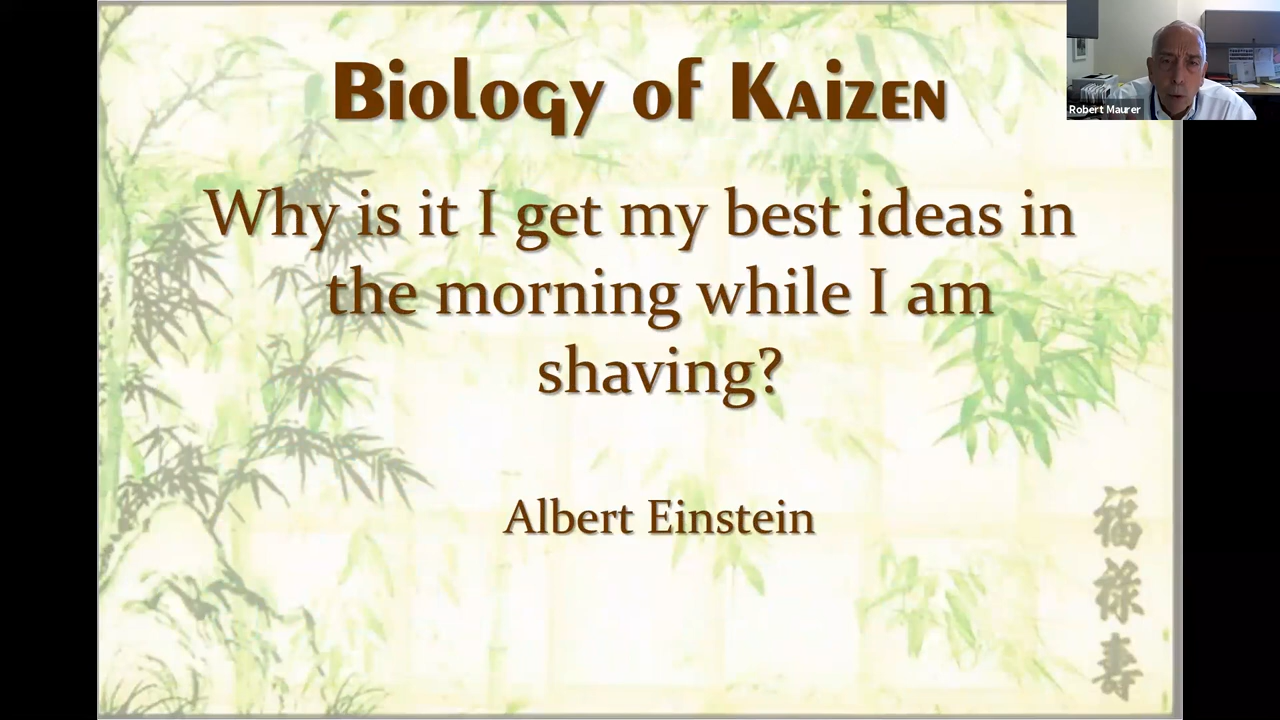 Biology of Kaizen
Why is it I get my best ideas in
the morning while I am
shaving?
Albert Einstein
福
禄
壽
Robert Maurer